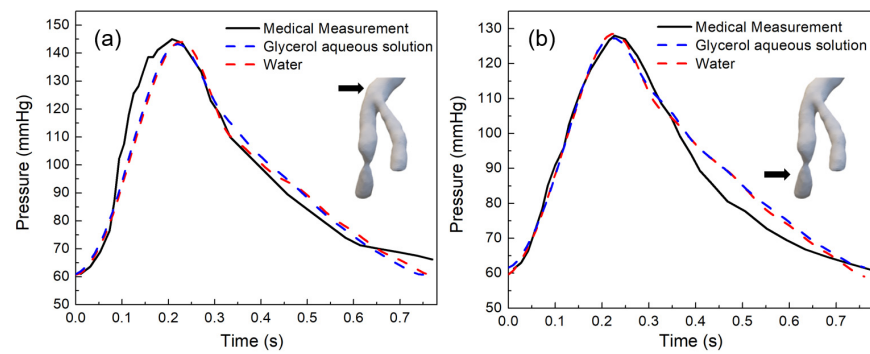 (a)
Medical Measurement
Glycerol aqueous solution
Water
Pressure (mmHg)
150
140
130
120
110
100
90
80
70
60
50
0.0 0.1 0.2 0.3 0.4 0.5 0.6 0.7
Time (s)
(b)
Medical Measurement
Glycerol aqueous solution
Water
Pressure (mmHg)
130
120
110
100
90
80
70
60
50
0.0 0.1 0.2 0.3 0.4 0.5 0.6 0.7
Time (s)